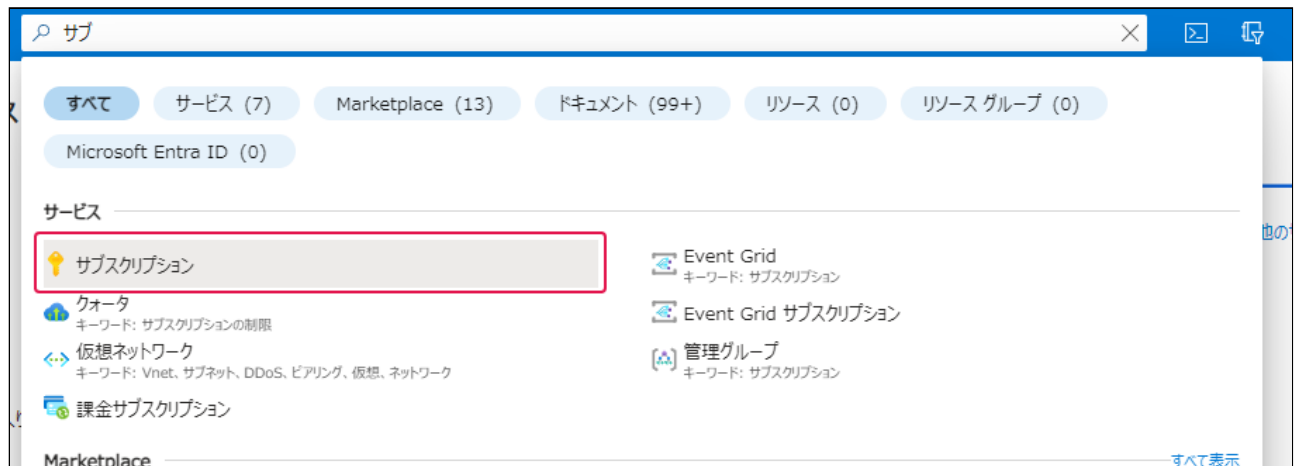 サブ
すべて
サービス (7)
Marketplace (13)
ドキュメント (99+)
リソース (0)
リソース グループ (0)
Microsoft Entra ID (0)
サービス
サブスクリプション
Event Grid
キーワード: サブスクリプション
クォータ
キーワード: サブスクリプションの制限
Event Grid サブスクリプション
仮想ネットワーク
キーワード: Vnet、サブネット、DDoS、ピアリング、仮想、ネットワーク
管理グループ
キーワード: サブスクリプション
課金サブスクリプション
Marketplace
すべて表示